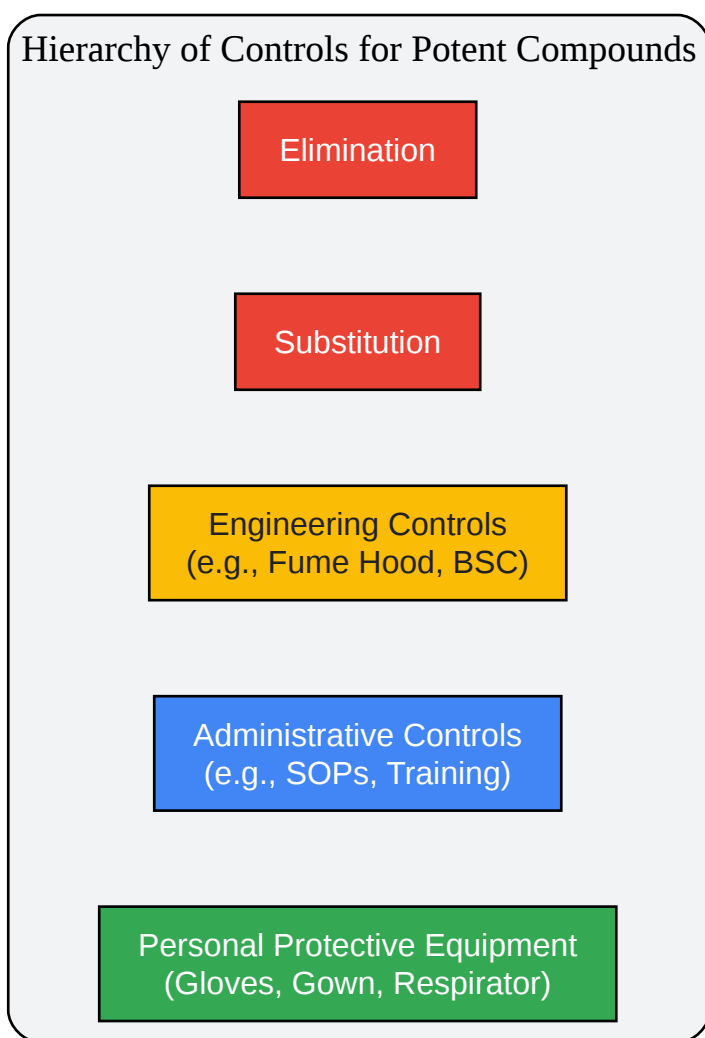 Hierarchy of Controls for Potent Compounds
Elimination
Substitution
Engineering Controls
(e.g., Fume Hood, BSC)
Administrative Controls
(e.g., SOPs, Training)
Personal Protective Equipment
(Gloves, Gown, Respirator)